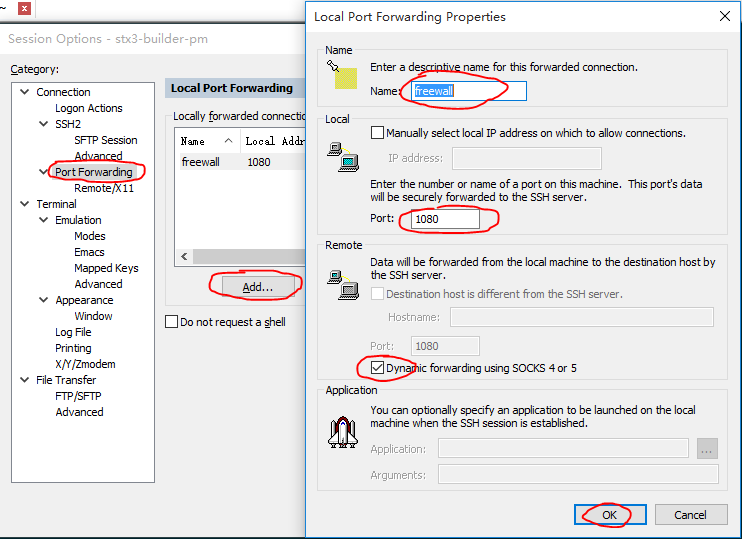 ~
x
Session Options - stx3-builder-pm
Category:
Connection
Logon Actions
SSH2
SFTP Session
Advanced
Port Forwarding
Remote/X11
Terminal
Emulation
Modes
Emacs
Mapped Keys
Advanced
Appearance
Window
Log File
Printing
X/Y/Zmodem
File Transfer
FTP/SFTP
Advanced
Local Port Forwarding
Locally forwarded connectio
Name Local Addr
freewall 1080
Add...
Do not request a shell
Local Port Forwarding Properties
Name
Enter a descriptive name for this forwarded connection.
Name: freewall
Local
Manually select local IP address on which to allow connections.
IP address:
Enter the number or name of a port on this machine. This port's data
will be securely forwarded to the SSH server.
Port: 1080
Remote
Data will be forwarded from the local machine to the destination host by
the SSH server.
Destination host is different from the SSH server.
Hostname:
Port: 1080
Dynamic forwarding using SOCKS 4 or 5
Application
You can optionally specify an application to be launched on the local
machine when the SSH session is established.
Application: ...
Arguments:
OK Cancel